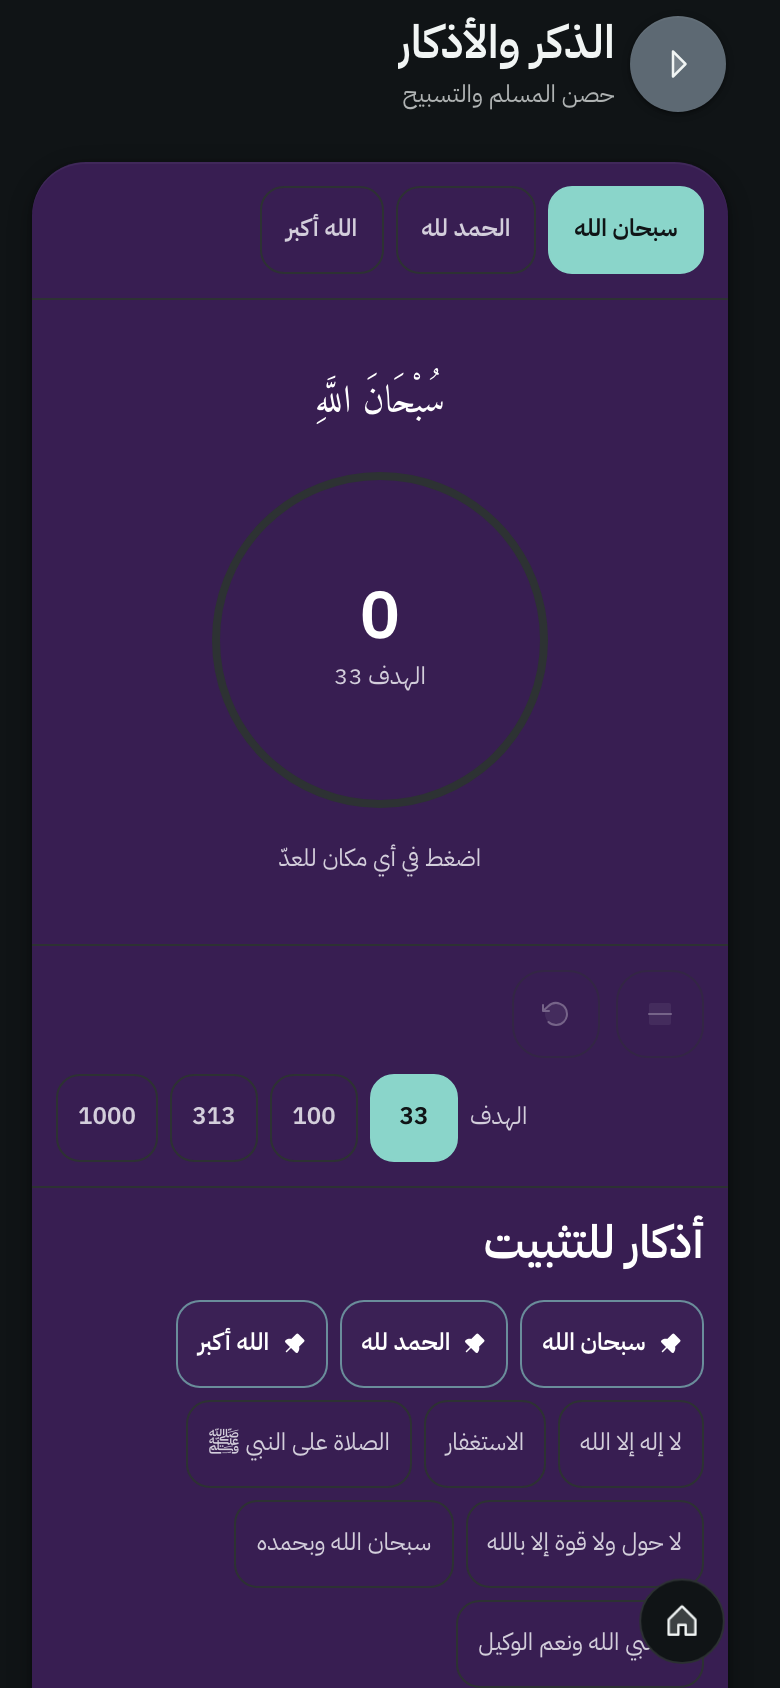 الذكر والأذكار
حصن المسلم والتسبيح
سبحان الله
الحمد لله
الله أكبر
سُبْحَانَ اللَّهِ
0
الهدف 33
اضغط في أي مكان للعدّ
الهدف
33
100
313
1000
أذكار للتثبيت
سبحان الله
الحمد لله
الله أكبر
لا إله إلا الله
الاستغفار
الصلاة على النبي ﷺ
لا حول ولا قوة إلا بالله
سبحان الله وبحمده
الله ونعم الوكيل